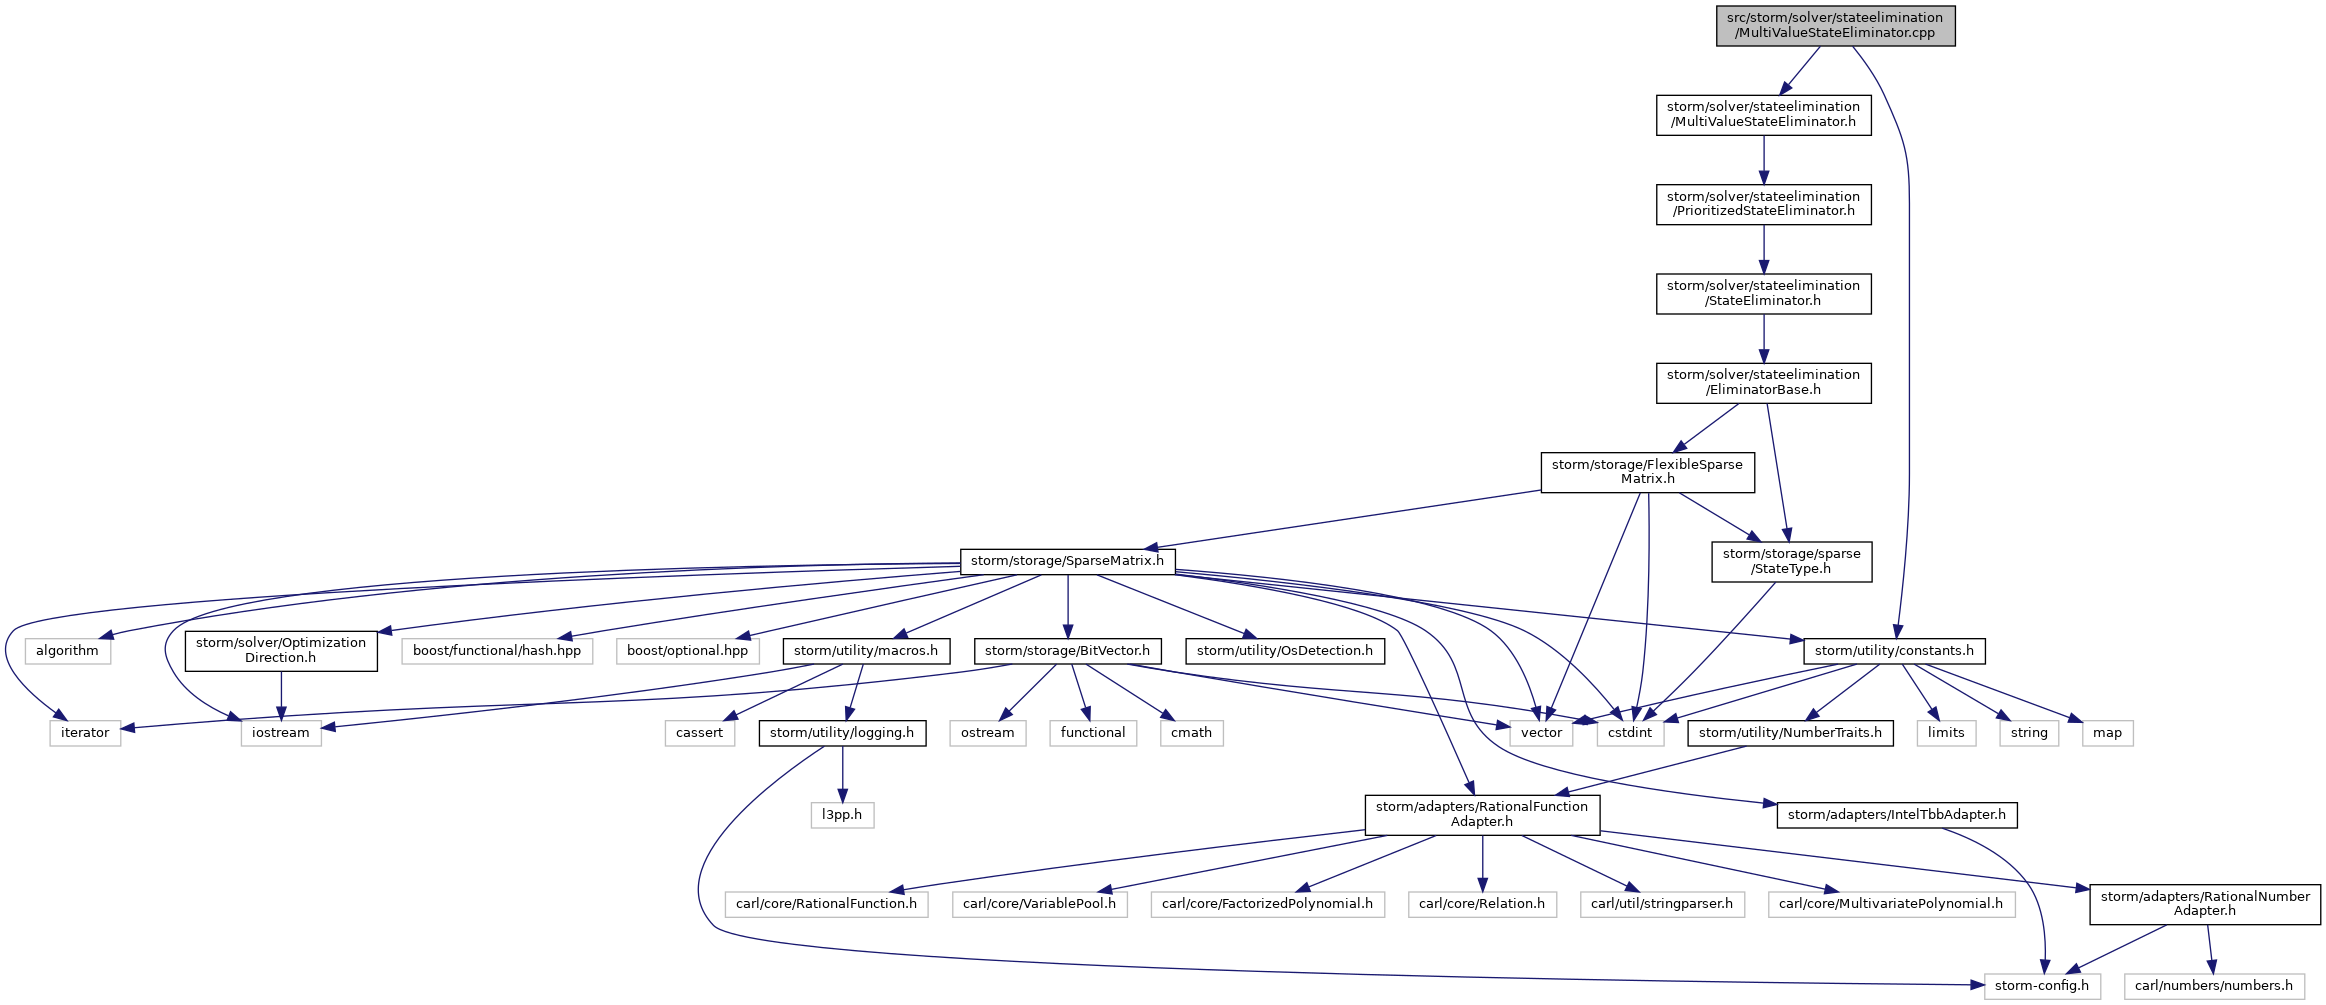 src/storm/solver/stateelimination
/MultiValueStateEliminator.cpp
storm/solver/stateelimination
/MultiValueStateEliminator.h
storm/solver/stateelimination
/PrioritizedStateEliminator.h
storm/solver/stateelimination
/StateEliminator.h
storm/solver/stateelimination
/EliminatorBase.h
storm/storage/FlexibleSparse
Matrix.h
storm/storage/SparseMatrix.h
storm/storage/sparse
/StateType.h
algorithm
storm/solver/Optimization
Direction.h
boost/functional/hash.hpp
boost/optional.hpp
storm/utility/macros.h
storm/storage/BitVector.h
storm/utility/OsDetection.h
storm/utility/constants.h
iterator
iostream
cassert
storm/utility/logging.h
ostream
functional
cmath
vector
cstdint
storm/utility/NumberTraits.h
limits
string
map
l3pp.h
storm/adapters/RationalFunction
Adapter.h
storm/adapters/IntelTbbAdapter.h
carl/core/RationalFunction.h
carl/core/VariablePool.h
carl/core/FactorizedPolynomial.h
carl/core/Relation.h
carl/util/stringparser.h
carl/core/MultivariatePolynomial.h
storm/adapters/RationalNumber
Adapter.h
storm-config.h
carl/numbers/numbers.h